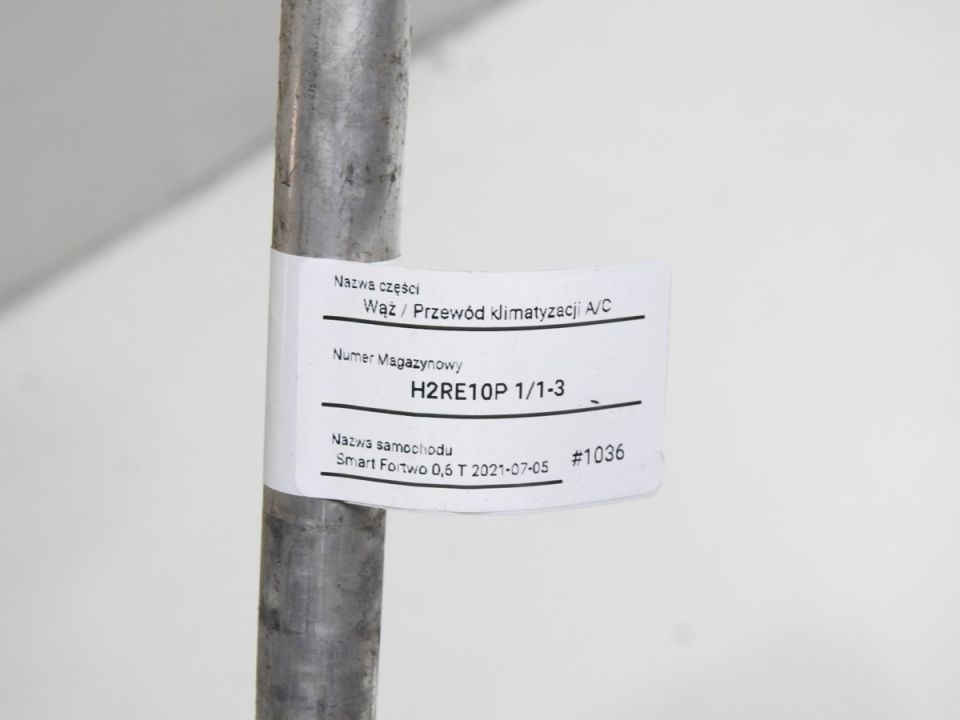 Nazwa części
Wąż / Przewód klimatyzacji A/C
Numer Magazynowy
H2RE10P 1/1-3
Nazwa samochodu
Smart Fortwo 0,6 T 2021-07-05 #1036